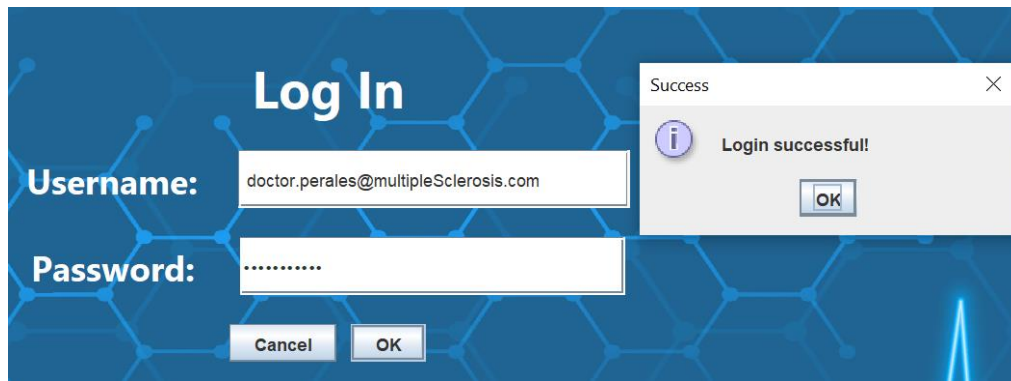 Log In
Username:
doctor.perales@multipleSclerosis.com
Password:
...........
Cancel
OK
Success
i
Login successful!
OK